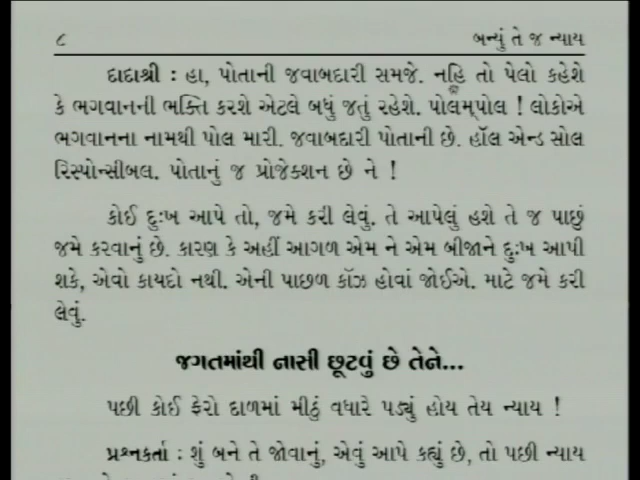 ૮ બન્યું તે જ ન્યાય
દાદાશ્રી : હા, પોતાની જવાબદારી સમજે. નહિ તો પેલો કહેશે
કે ભગવાનની ભક્તિ કરશે એટલે બધું જતું રહેશે. પોલમ્પોલ ! લોકોએ
ભગવાનના નામથી પોલ મારી. જવાબદારી પોતાની છે. હૉલ એન્ડ સોલ
રિસ્પોન્સીબલ. પોતાનું જ પ્રોજેક્શન છે ને !
કોઈ દુઃખ આપે તો, જમે કરી લેવું. તે આપેલું હશે તે જ પાછું
જમે કરવાનું છે. કારણ કે અહીં આગળ એમ ને એમ બીજાને દુઃખ આપી
શકે, એવો કાયદો નથી. એની પાછળ કૉઝ હોવાં જોઈએ. માટે જમે કરી
લેવું.
જગતમાંથી નાસી છૂટવું છે તેને...
પછી કોઈ ફેરો દાળમાં મીઠું વધારે પડ્યું હોય તેય ન્યાય !
પ્રશ્નકર્તા : શું બને તે જોવાનું, એવું આપે કહ્યું છે, તો પછી ન્યાય